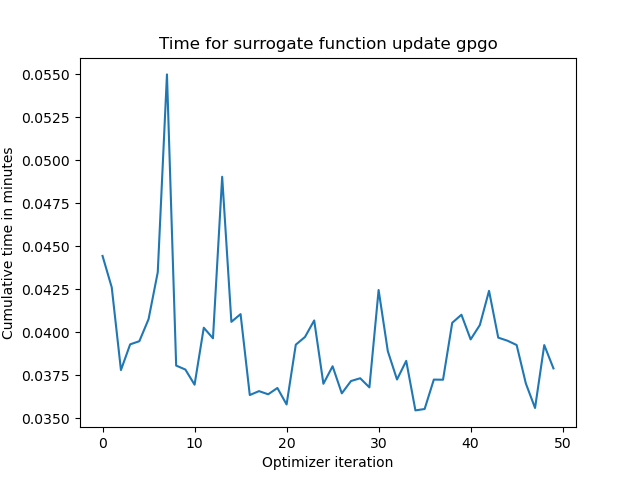 Time for surrogate function update gpgo
Cumulative time in minutes
0.0550
0.0525
0.0500
0.0475
0.0450
0.0425
0.0400
0.0375
0.0350
0 10 20 30 40 50
Optimizer iteration